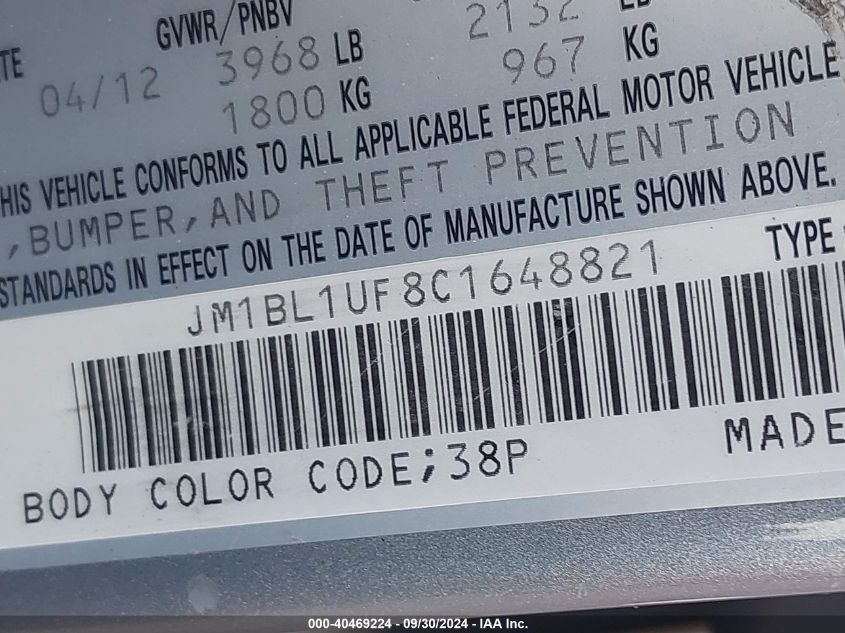 TE GVWR/PNBV
04/12 3968 LB 2132 LB
1800 KG 967 KG
HIS VEHICLE CONFORMS TO ALL APPLICABLE FEDERAL MOTOR VEHICLE
,BUMPER,AND THEFT PREVENTION
STANDARDS IN EFFECT ON THE DATE OF MANUFACTURE SHOWN ABOVE.
JM1BL1UF8C1648821 TYPE
BODY COLOR CODE;38P MADE
000-40469224 - 09/30/2024 - IAA Inc.